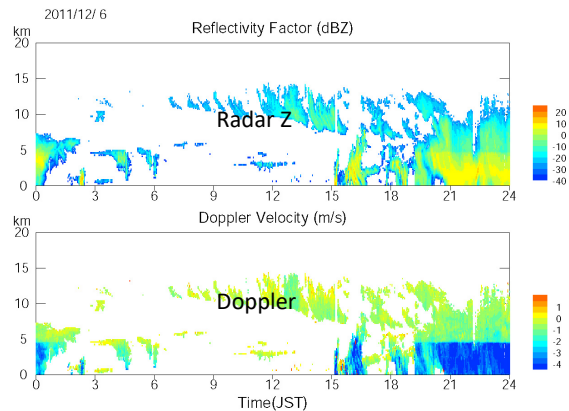 2011/12/ 6
Reflectivity Factor (dBZ)
km
20
15
10
5
0
Radar Z
20
10
0
-10
-20
-30
-40
0 3 6 9 12 15 18 21 24
Doppler Velocity (m/s)
km
20
15
10
5
0
Doppler
1
0
-1
-2
-3
-4
0 3 6 9 12 15 18 21 24
Time(JST)